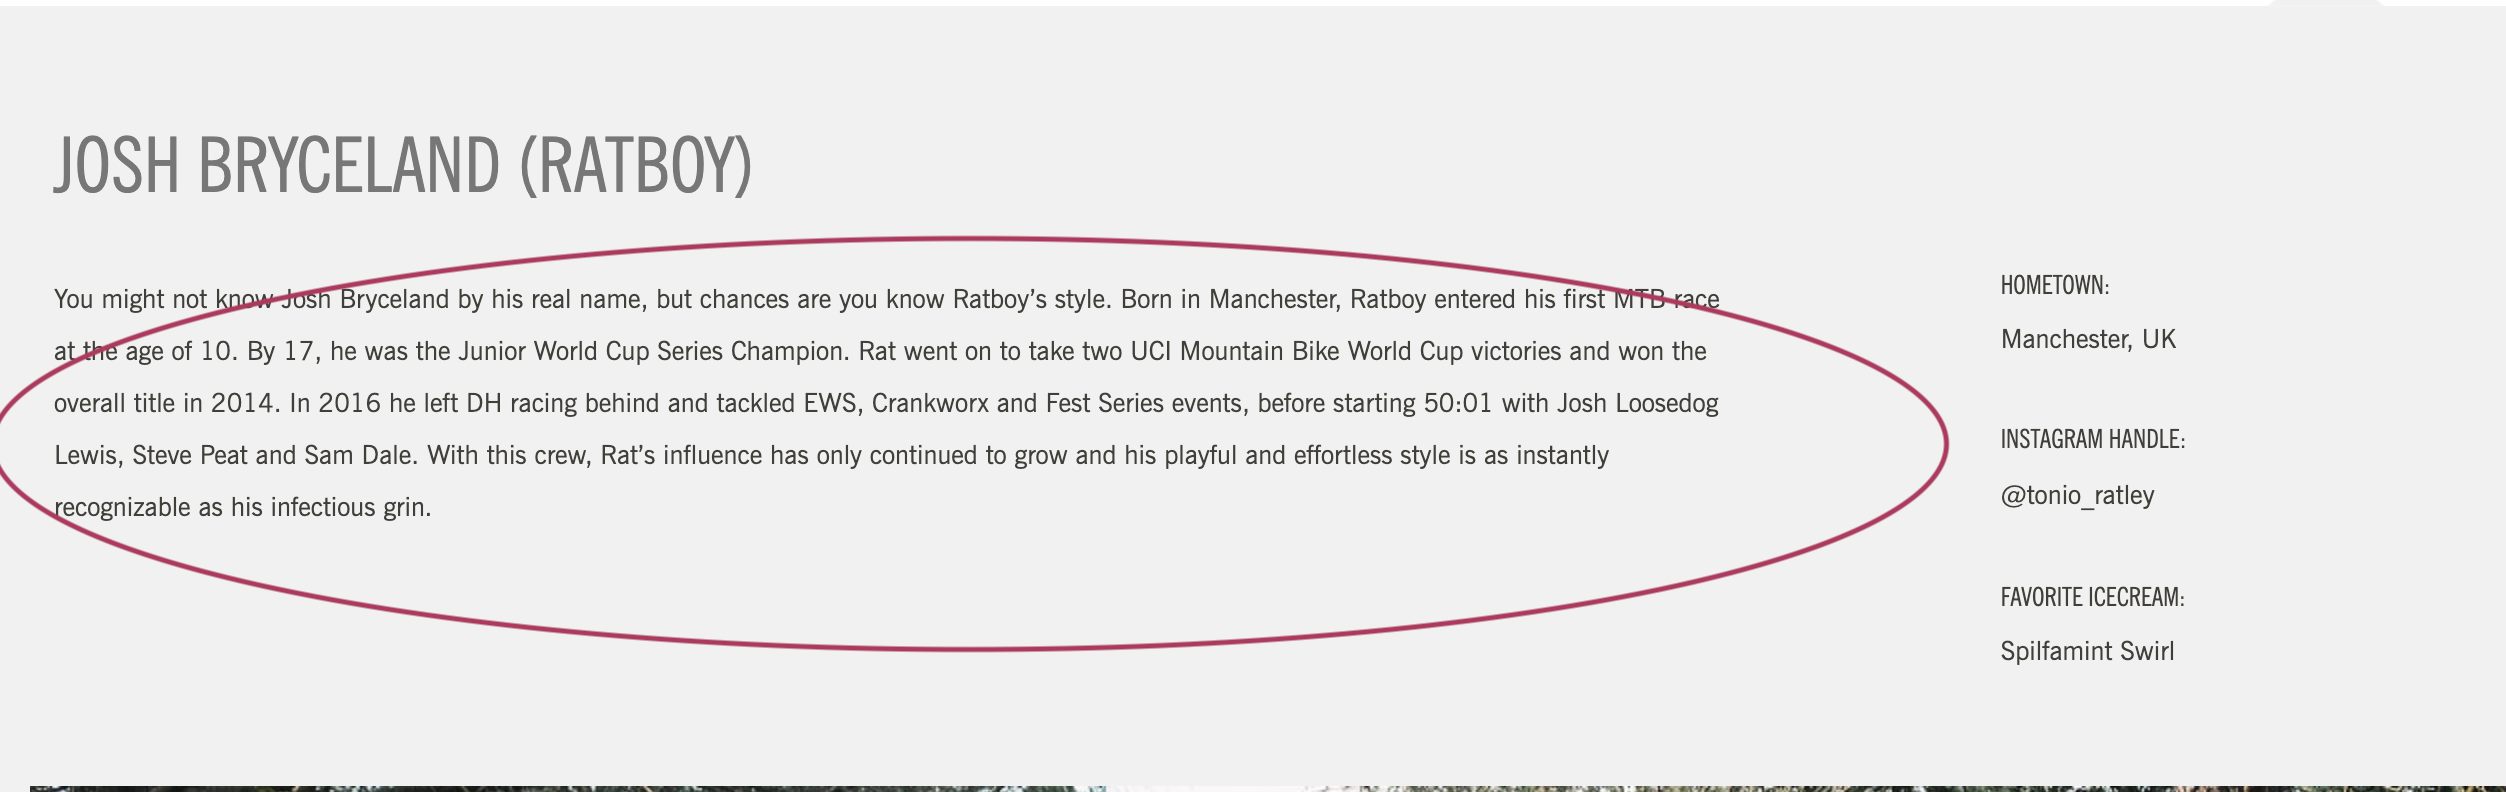 JOSH BRYCELAND (RATBOY)
You might not know Josh Bryceland by his real name, but chances are you know Ratboy’s style. Born in Manchester, Ratboy entered his first MTB race
at the age of 10. By 17, he was the Junior World Cup Series Champion. Rat went on to take two UCI Mountain Bike World Cup victories and won the
overall title in 2014. In 2016 he left DH racing behind and tackled EWS, Crankworx and Fest Series events, before starting 50:01 with Josh Loosedog
Lewis, Steve Peat and Sam Dale. With this crew, Rat’s influence has only continued to grow and his playful and effortless style is as instantly
recognizable as his infectious grin.
HOMETOWN:
Manchester, UK
INSTAGRAM HANDLE:
@tonio_ratley
FAVORITE ICECREAM:
Spilfamint Swirl